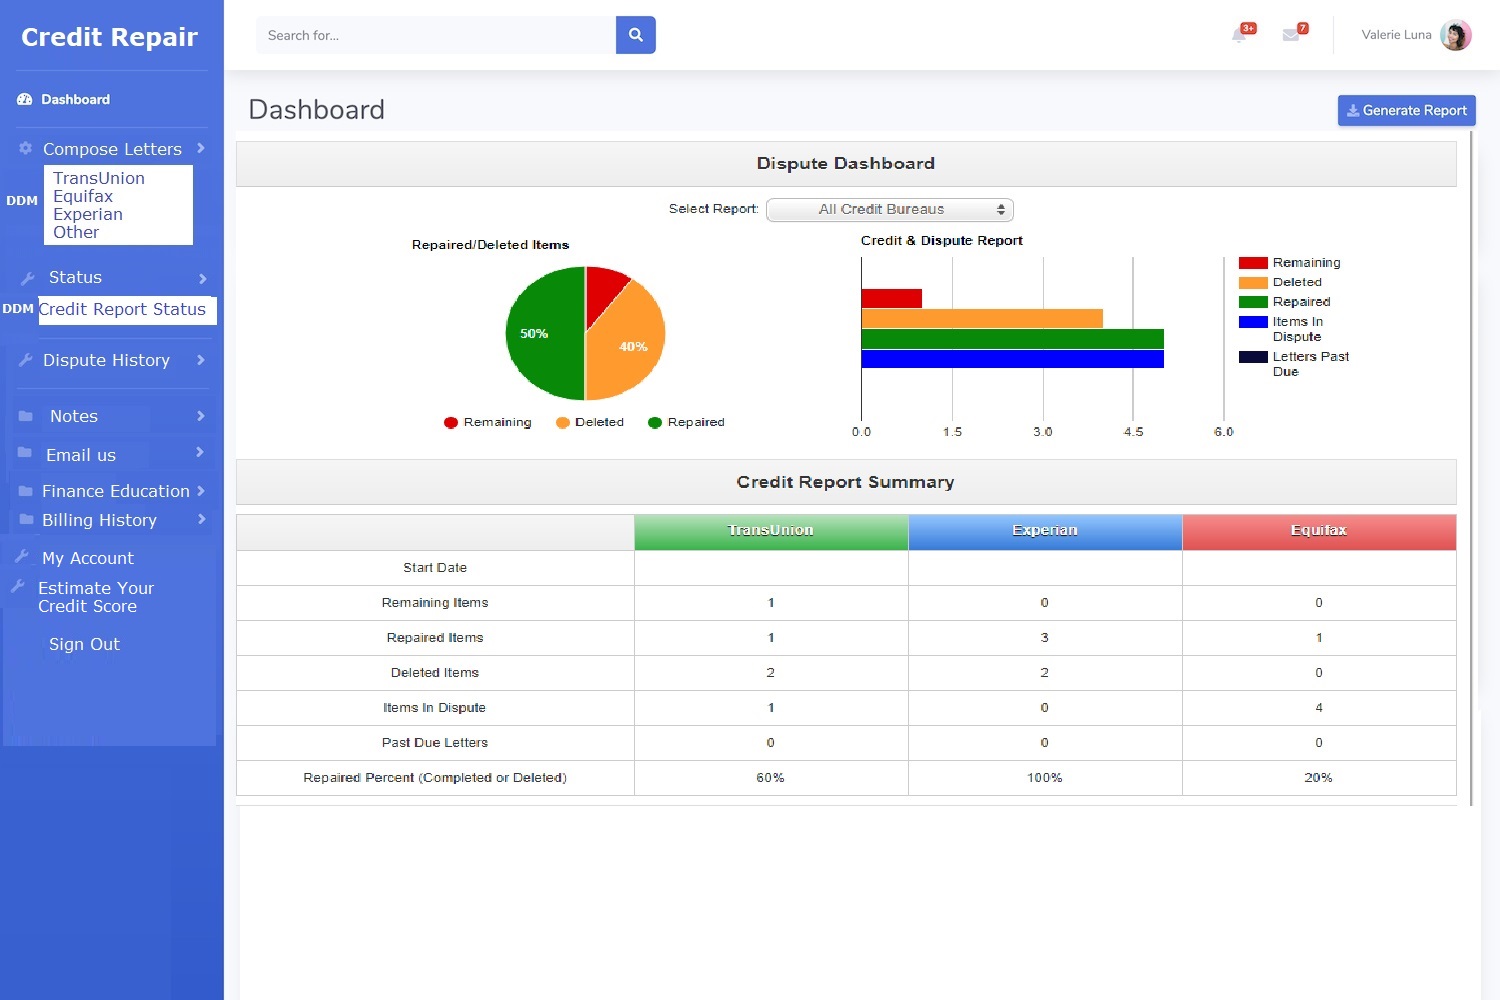 Credit Repair
Search for...
3+
7
Valerie Luna
Dashboard
Compose Letters
DDM
TransUnion
Equifax
Experian
Other
Status
DDM
Credit Report Status
Dispute History
Notes
Email us
Finance Education
Billing History
My Account
Estimate Your
Credit Score
Sign Out
Dashboard
Generate Report
Dispute Dashboard
Select Report: All Credit Bureaus
Repaired/Deleted Items
50%
40%
Remaining Deleted Repaired
Credit & Dispute Report
Remaining
Deleted
Repaired
Items In
Dispute
Letters Past
Due
0.0 1.5 3.0 4.5 6.0
Credit Report Summary
TransUnion Experian Equifax
Start Date
Remaining Items 1 0 0
Repaired Items 1 3 1
Deleted Items 2 2 0
Items In Dispute 1 0 4
Past Due Letters 0 0 0
Repaired Percent (Completed or Deleted) 60% 100% 20%